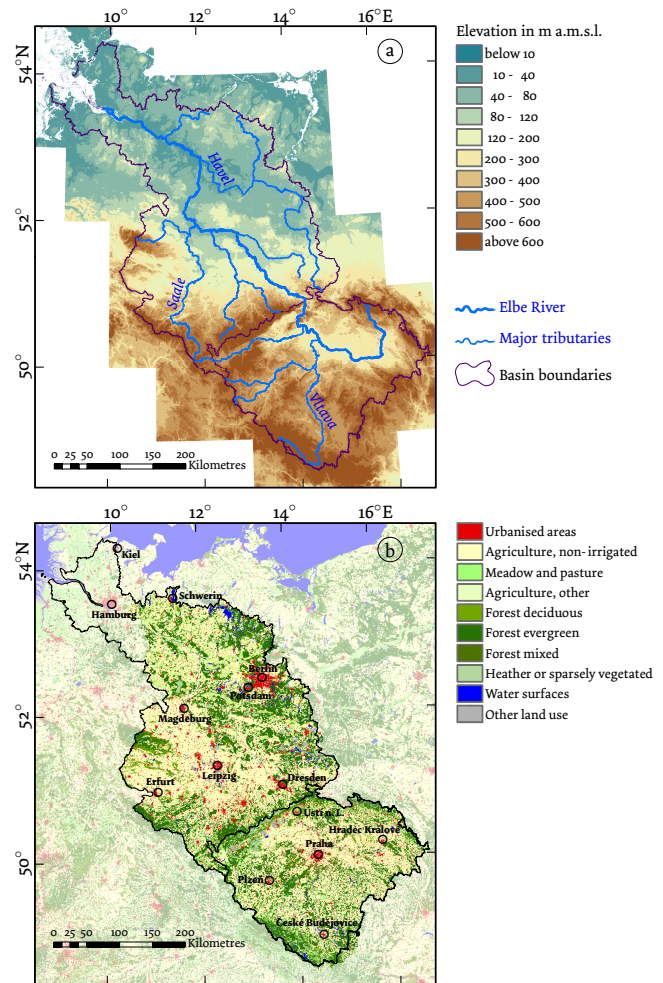 10° 12 14 16°E
a
54°N
52°
50°
Havel
Saale
Vltava
0 25 50 100 150 200
Kilometres
Elevation in m a.m.s.l.
below 10
10 - 40
40 - 80
80 - 120
120 - 200
200 - 300
300 - 400
400 - 500
500 - 600
above 600
Elbe River
Major tributaries
Basin boundaries
10° 12 14 16°E
b
54°N
52°
50°
Kiel
Schwerin
Hamburg
Berlin
Potsdam
Magdeburg
Leipzig
Dresden
Erfurt
Ustí n. L.
Hradec Králové
Praha
Plzeň
České Budějovice
0 25 50 100 150 200
Kilometres
Urbanised areas
Agriculture, non-irrigated
Meadow and pasture
Agriculture, other
Forest deciduous
Forest evergreen
Forest mixed
Heather or sparsely vegetated
Water surfaces
Other land use